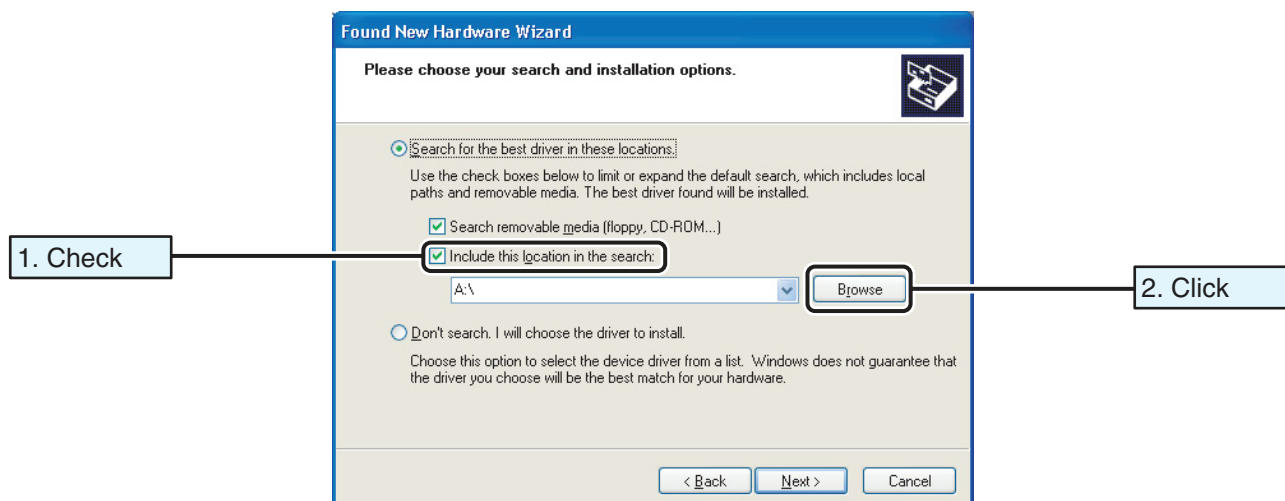 Found New Hardware Wizard
Please choose your search and installation options.
Search for the best driver in these locations.
Use the check boxes below to limit or expand the default search, which includes local
paths and removable media. The best driver found will be installed.
Search removable media (floppy, CD-ROM...)
1. Check
Include this location in the search:
A:\
Browse
2. Click
Don't search. I will choose the driver to install.
Choose this option to select the device driver from a list. Windows does not guarantee that
the driver you choose will be the best match for your hardware.
< Back
Next >
Cancel